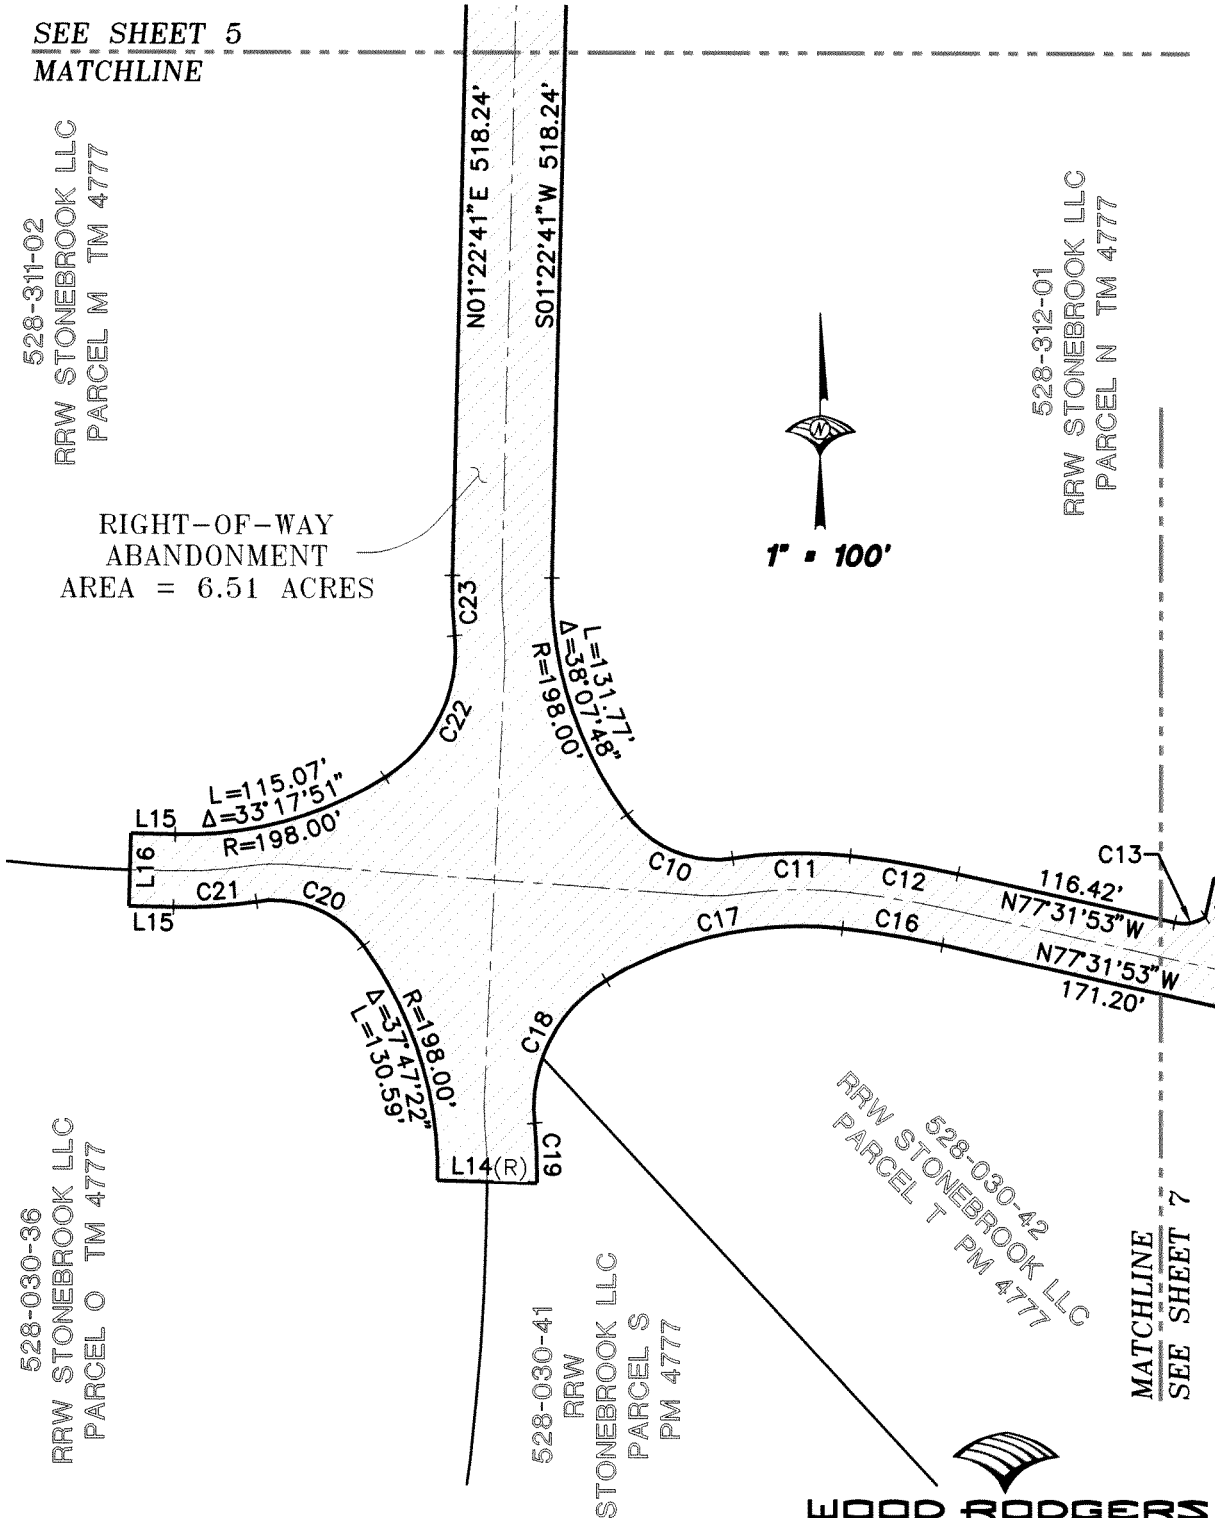 SEE SHEET 5
MATCHLINE
N01°22'41"E 518.24'
S01°22'41"W 518.24'
528-311-02
RRW STONEBROOK LLC
PARCEL M TM 4777
528-312-01
RRW STONEBROOK LLC
PARCEL N TM 4777
N
1" = 100'
RIGHT-OF-WAY
ABANDONMENT
AREA = 6.51 ACRES
C23
L=131.77'
Δ=38°07'48"
R=198.00'
C22
L=115.07'
Δ=33°17'51"
R=198.00'
L15
L16
L15
C21
C20
C10
C11
C12
C13
116.42'
N77°31'53"W
C17
C16
N77°31'53"W
171.20'
R=198.00'
Δ=37°47'22"
L=130.59'
C18
C19
L14(R)
528-030-36
RRW STONEBROOK LLC
PARCEL O TM 4777
528-030-41
RRW
STONEBROOK LLC
PARCEL S
PM 4777
528-030-42
RRW STONEBROOK LLC
PARCEL T PM 4777
MATCHLINE
SEE SHEET 7
WOOD RODGERS